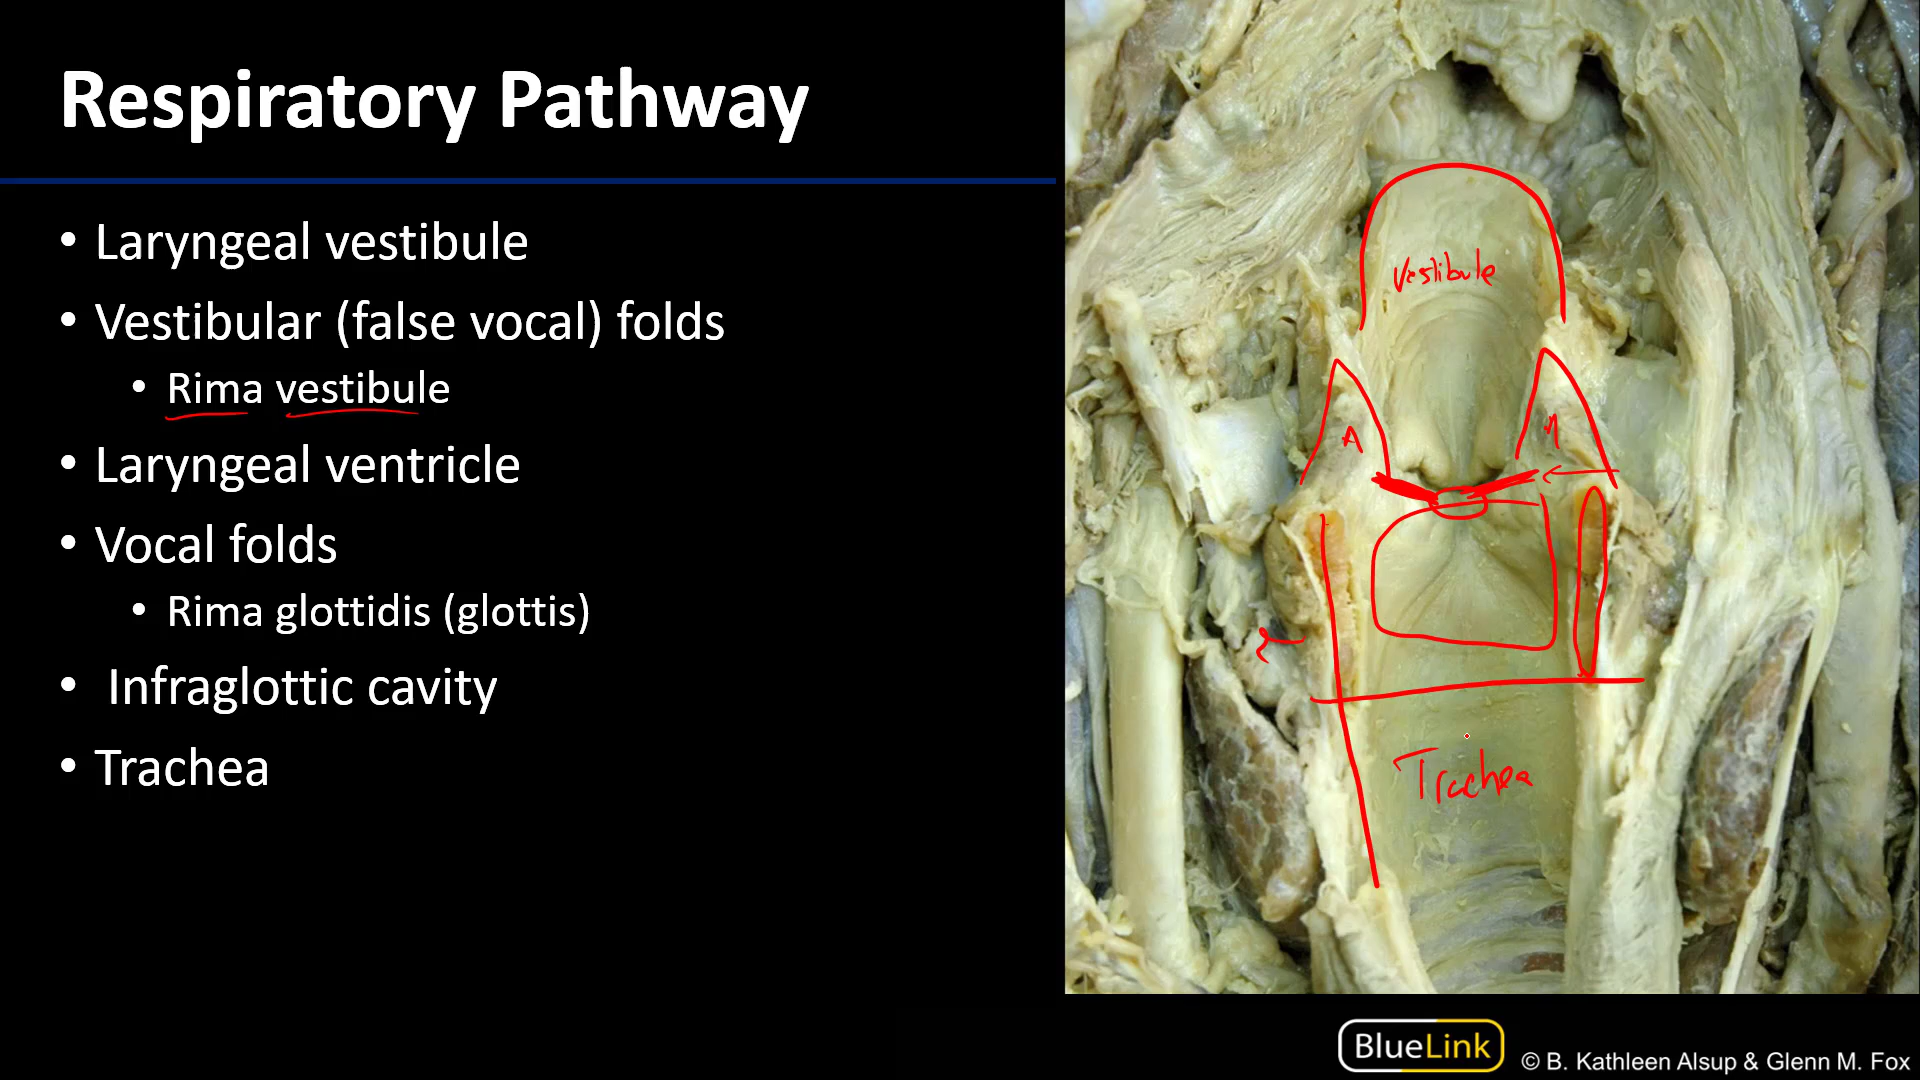 Respiratory Pathway
• Laryngeal vestibule
• Vestibular (false vocal) folds
• Rima vestibule
• Laryngeal ventricle
• Vocal folds
• Rima glottidis (glottis)
• Infraglottic cavity
• Trachea
Vestibule
A A
Trachea
BlueLink
© B. Kathleen Alsup & Glenn M. Fox